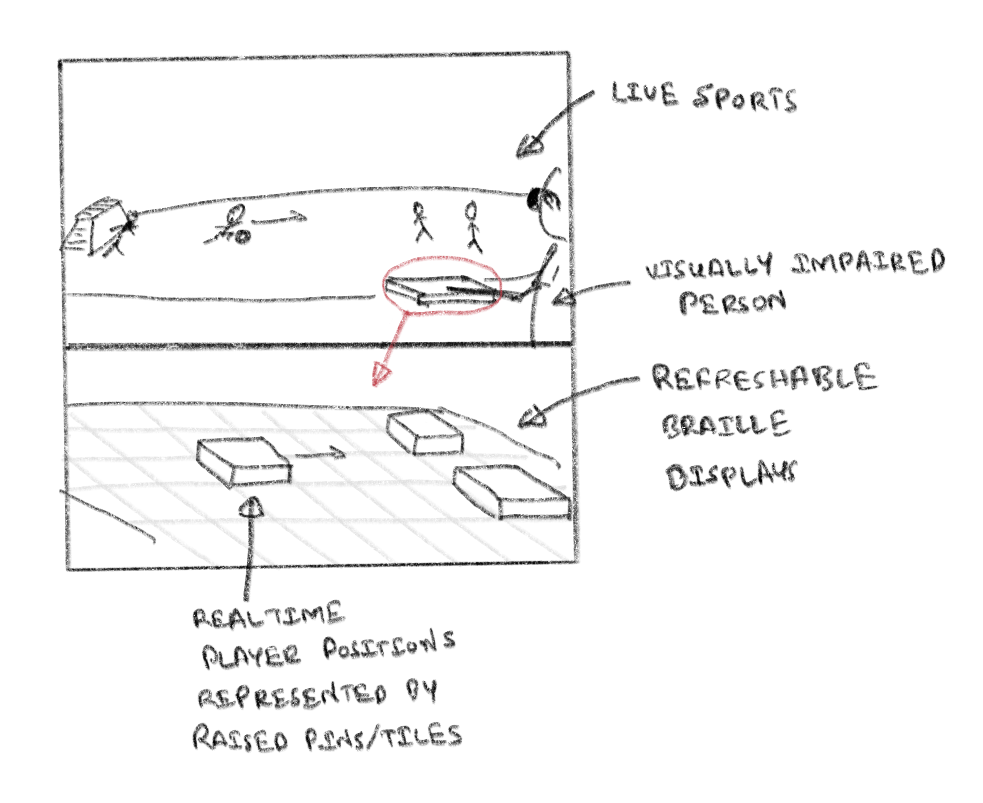 LIVE SPORTS
VISUALLY IMPAIRED
PERSON
REFRESHABLE
BRAILLE
DISPLAYS
REALTIME
PLAYER POSITIONS
REPRESENTED BY
RAISED PINS/TILES